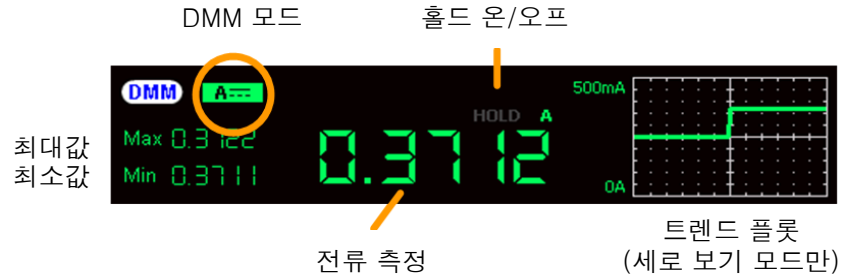 DMM 모드
홀드 온/오프
DMM A
500mA
HOLD A
최대값
Max 0.3122
0.3712
최소값
Min 0.3711
0A
트렌드 플롯
(세로 보기 모드만)
전류 측정